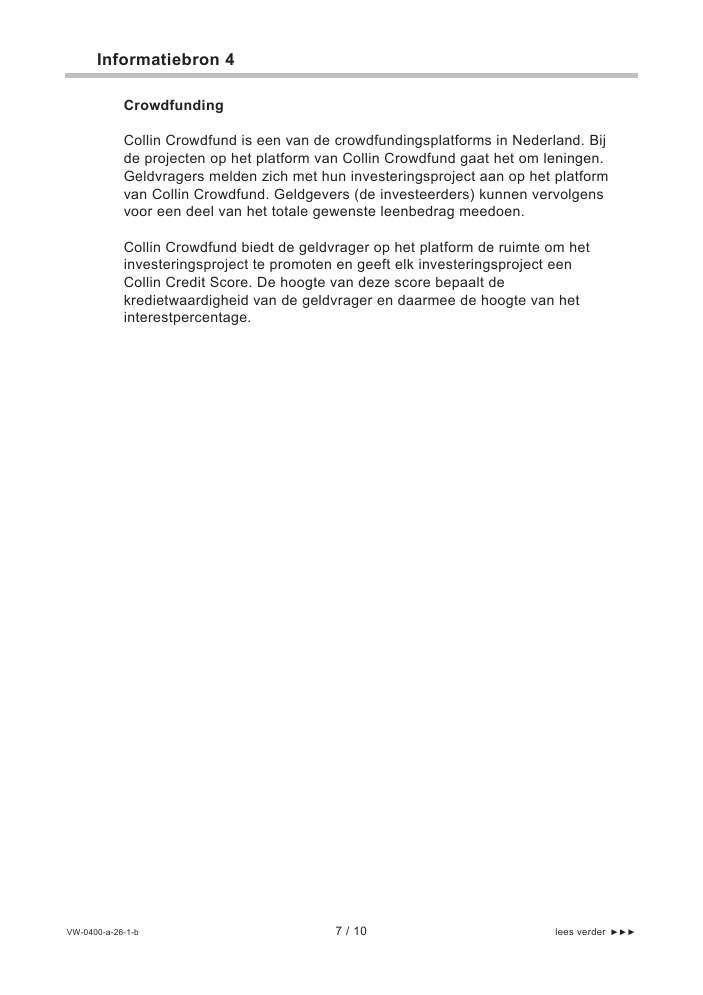 Informatiebron 4
Crowdfunding
Collin Crowdfund is een van de crowdfundingsplatforms in Nederland. Bij
de projecten op het platform van Collin Crowdfund gaat het om leningen.
Geldvragers melden zich met hun investeringsproject aan op het platform
van Collin Crowdfund. Geldgevers (de investeerders) kunnen vervolgens
voor een deel van het totale gewenste leenbedrag meedoen.
Collin Crowdfund biedt de geldvrager op het platform de ruimte om het
investeringsproject te promoten en geeft elk investeringsproject een
Collin Credit Score. De hoogte van deze score bepaalt de
kredietwaardigheid van de geldvrager en daarmee de hoogte van het
interestpercentage.
VW-0400-a-26-1-b 7 / 10 lees verder ►►►